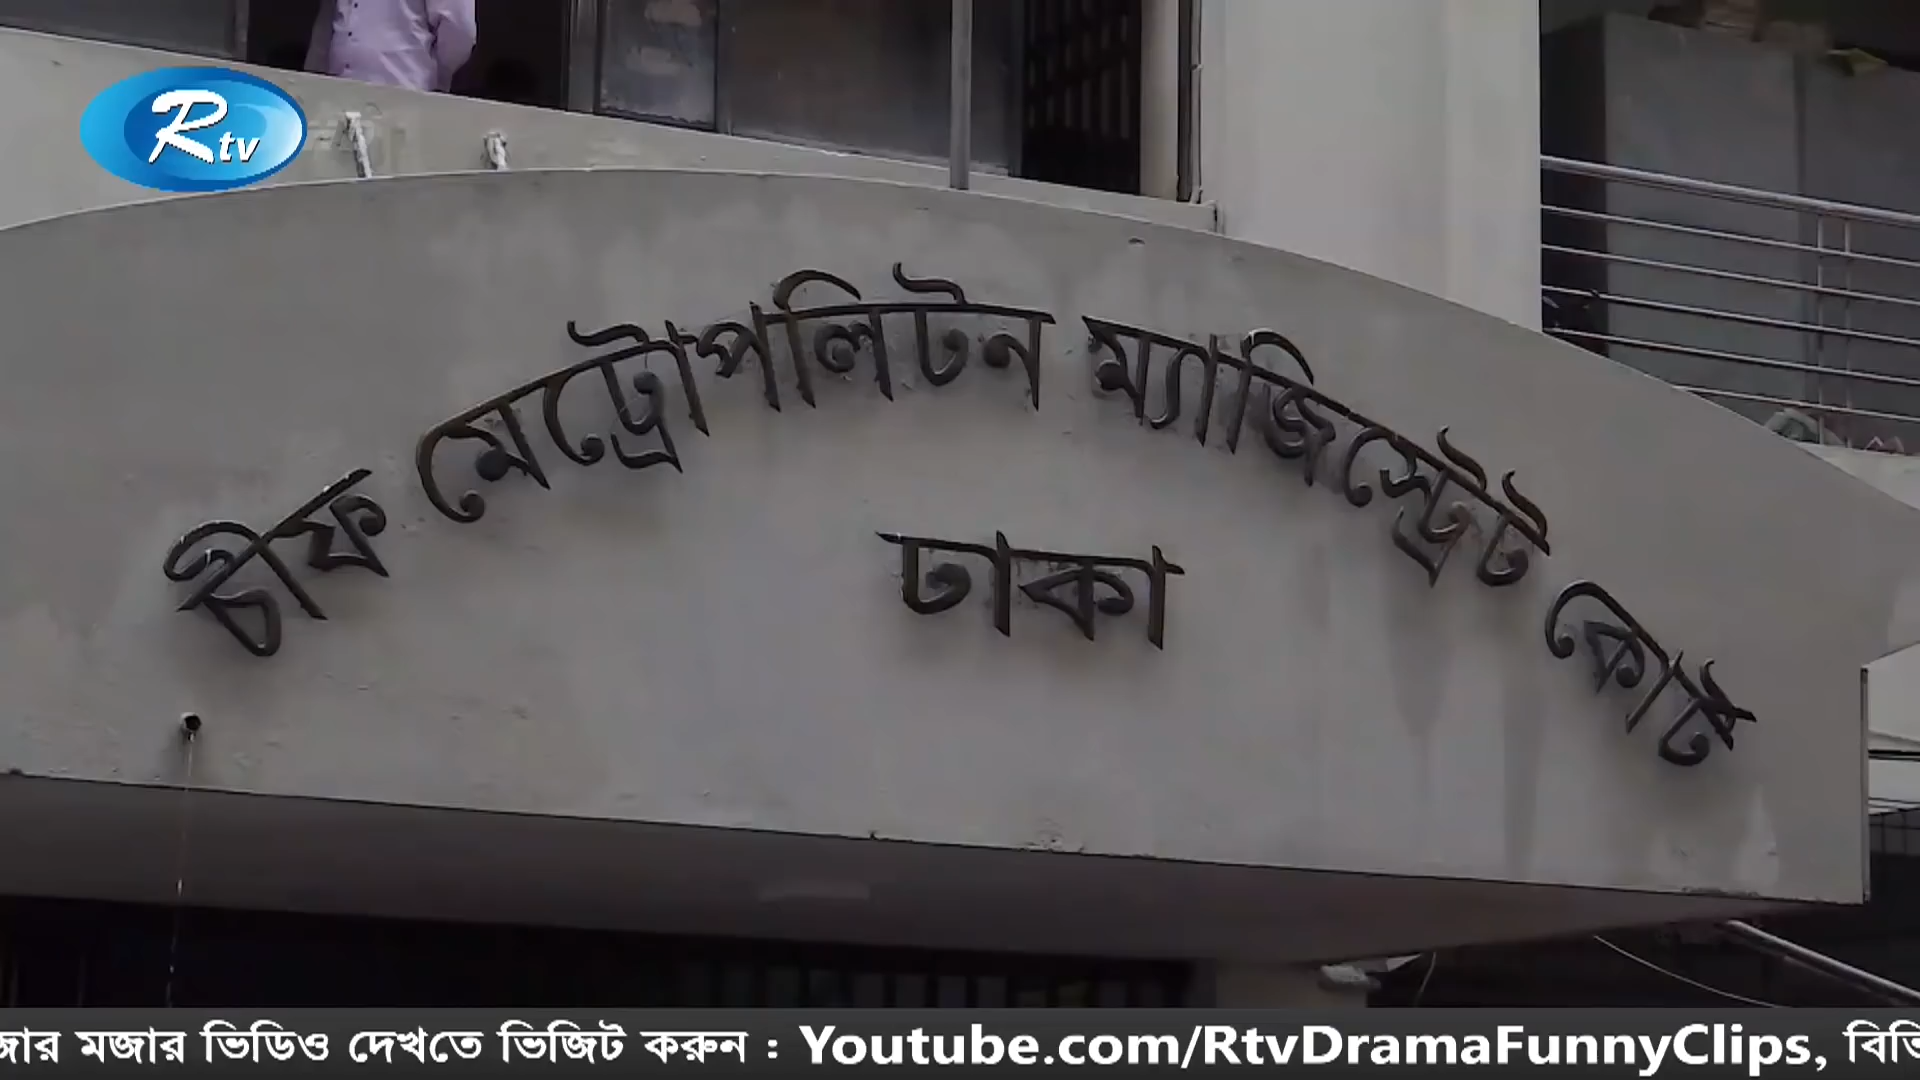 Rtv
চীফ মেট্রোপলিটন ম্যাজিস্ট্রেট কোর্ট
ঢাকা
মজার ভিডিও দেখতে ভিজিট করুন : Youtube.com/RtvDramaFunnyClips,